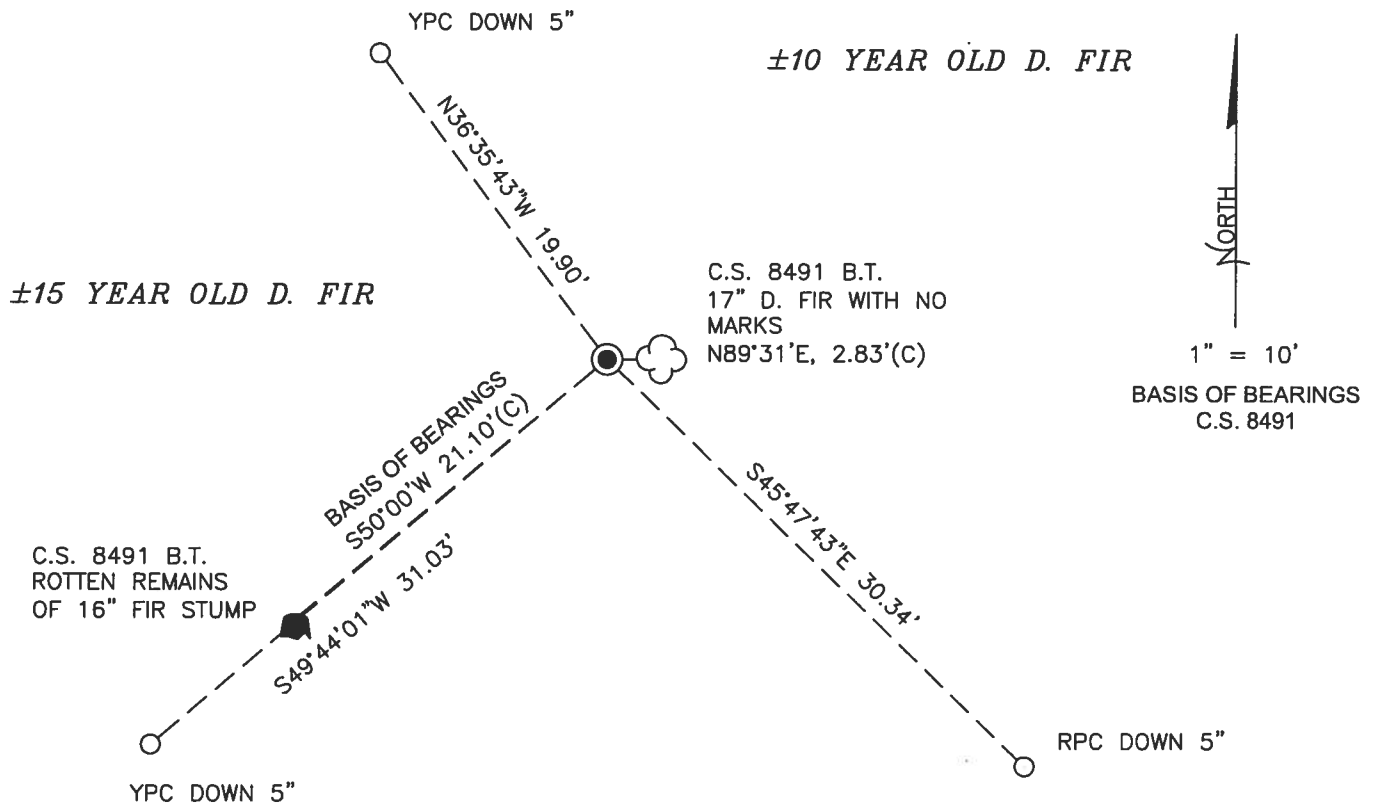 YPC DOWN 5"
±10 YEAR OLD D. FIR
N36°35'43"W 19.90'
NORTH
±15 YEAR OLD D. FIR
C.S. 8491 B.T.
17" D. FIR WITH NO
MARKS
N89°31'E, 2.83'(C)
1" = 10'
BASIS OF BEARINGS
C.S. 8491
BASIS OF BEARINGS
S50°00'W 21.10'(C)
S49°44'01"W 31.03'
S45°47'43"E 30.34'
C.S. 8491 B.T.
ROTTEN REMAINS
OF 16" FIR STUMP
RPC DOWN 5"
YPC DOWN 5"